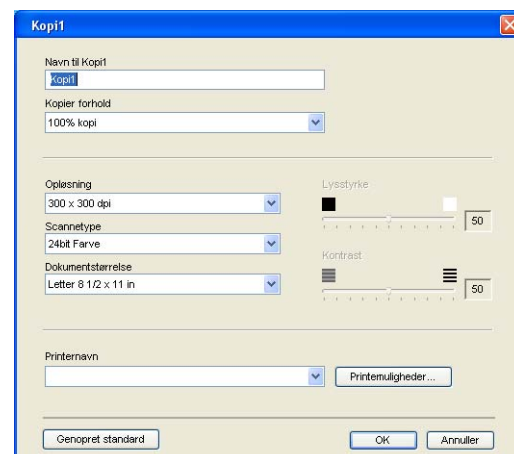 Kopi1
Navn til Kopi1
Kopi1
Kopier forhold
100% kopi
Opløsning
300 x 300 dpi
Scannetype
24bit Farve
Dokumentstørrelse
Letter 8 1/2 x 11 in
Lysstyrke
50
Kontrast
50
Printernavn
Printemuligheder...
Genopret standard
OK
Annuller